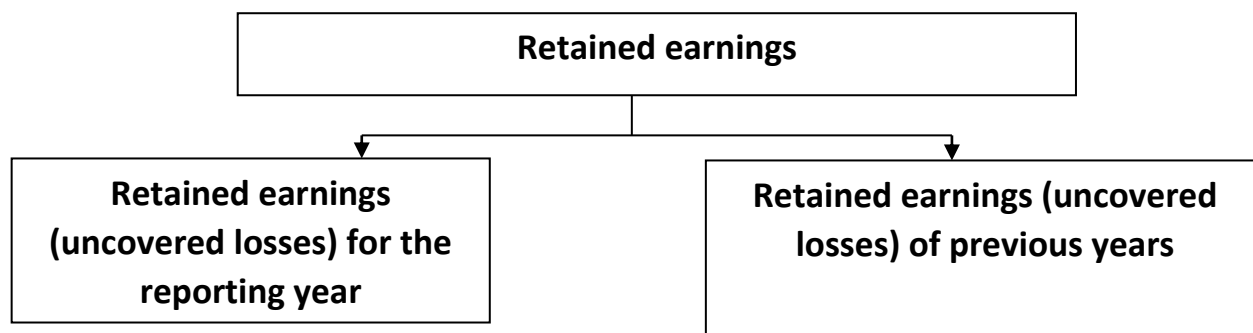 Retained earnings
Retained earnings
(uncovered losses) for the
reporting year
Retained earnings (uncovered
losses) of previous years